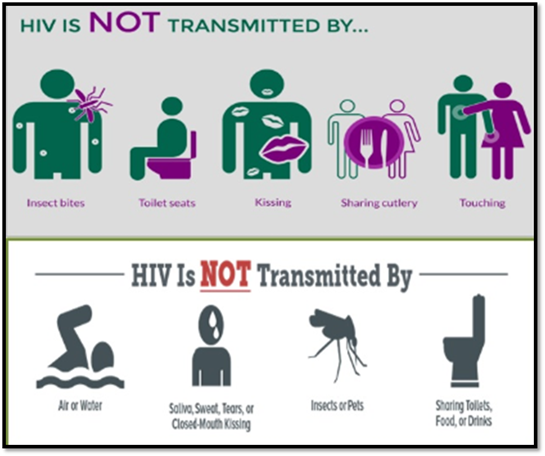 HIV IS NOT TRANSMITTED BY...
Insect bites
Toilet seats
Kissing
Sharing cutlery
Touching
HIV Is NOT Transmitted By
Air or Water
Saliva, Sweat, Tears, or
Closed-Mouth Kissing
Insects or Pets
Sharing Toilets,
Food, or Drinks